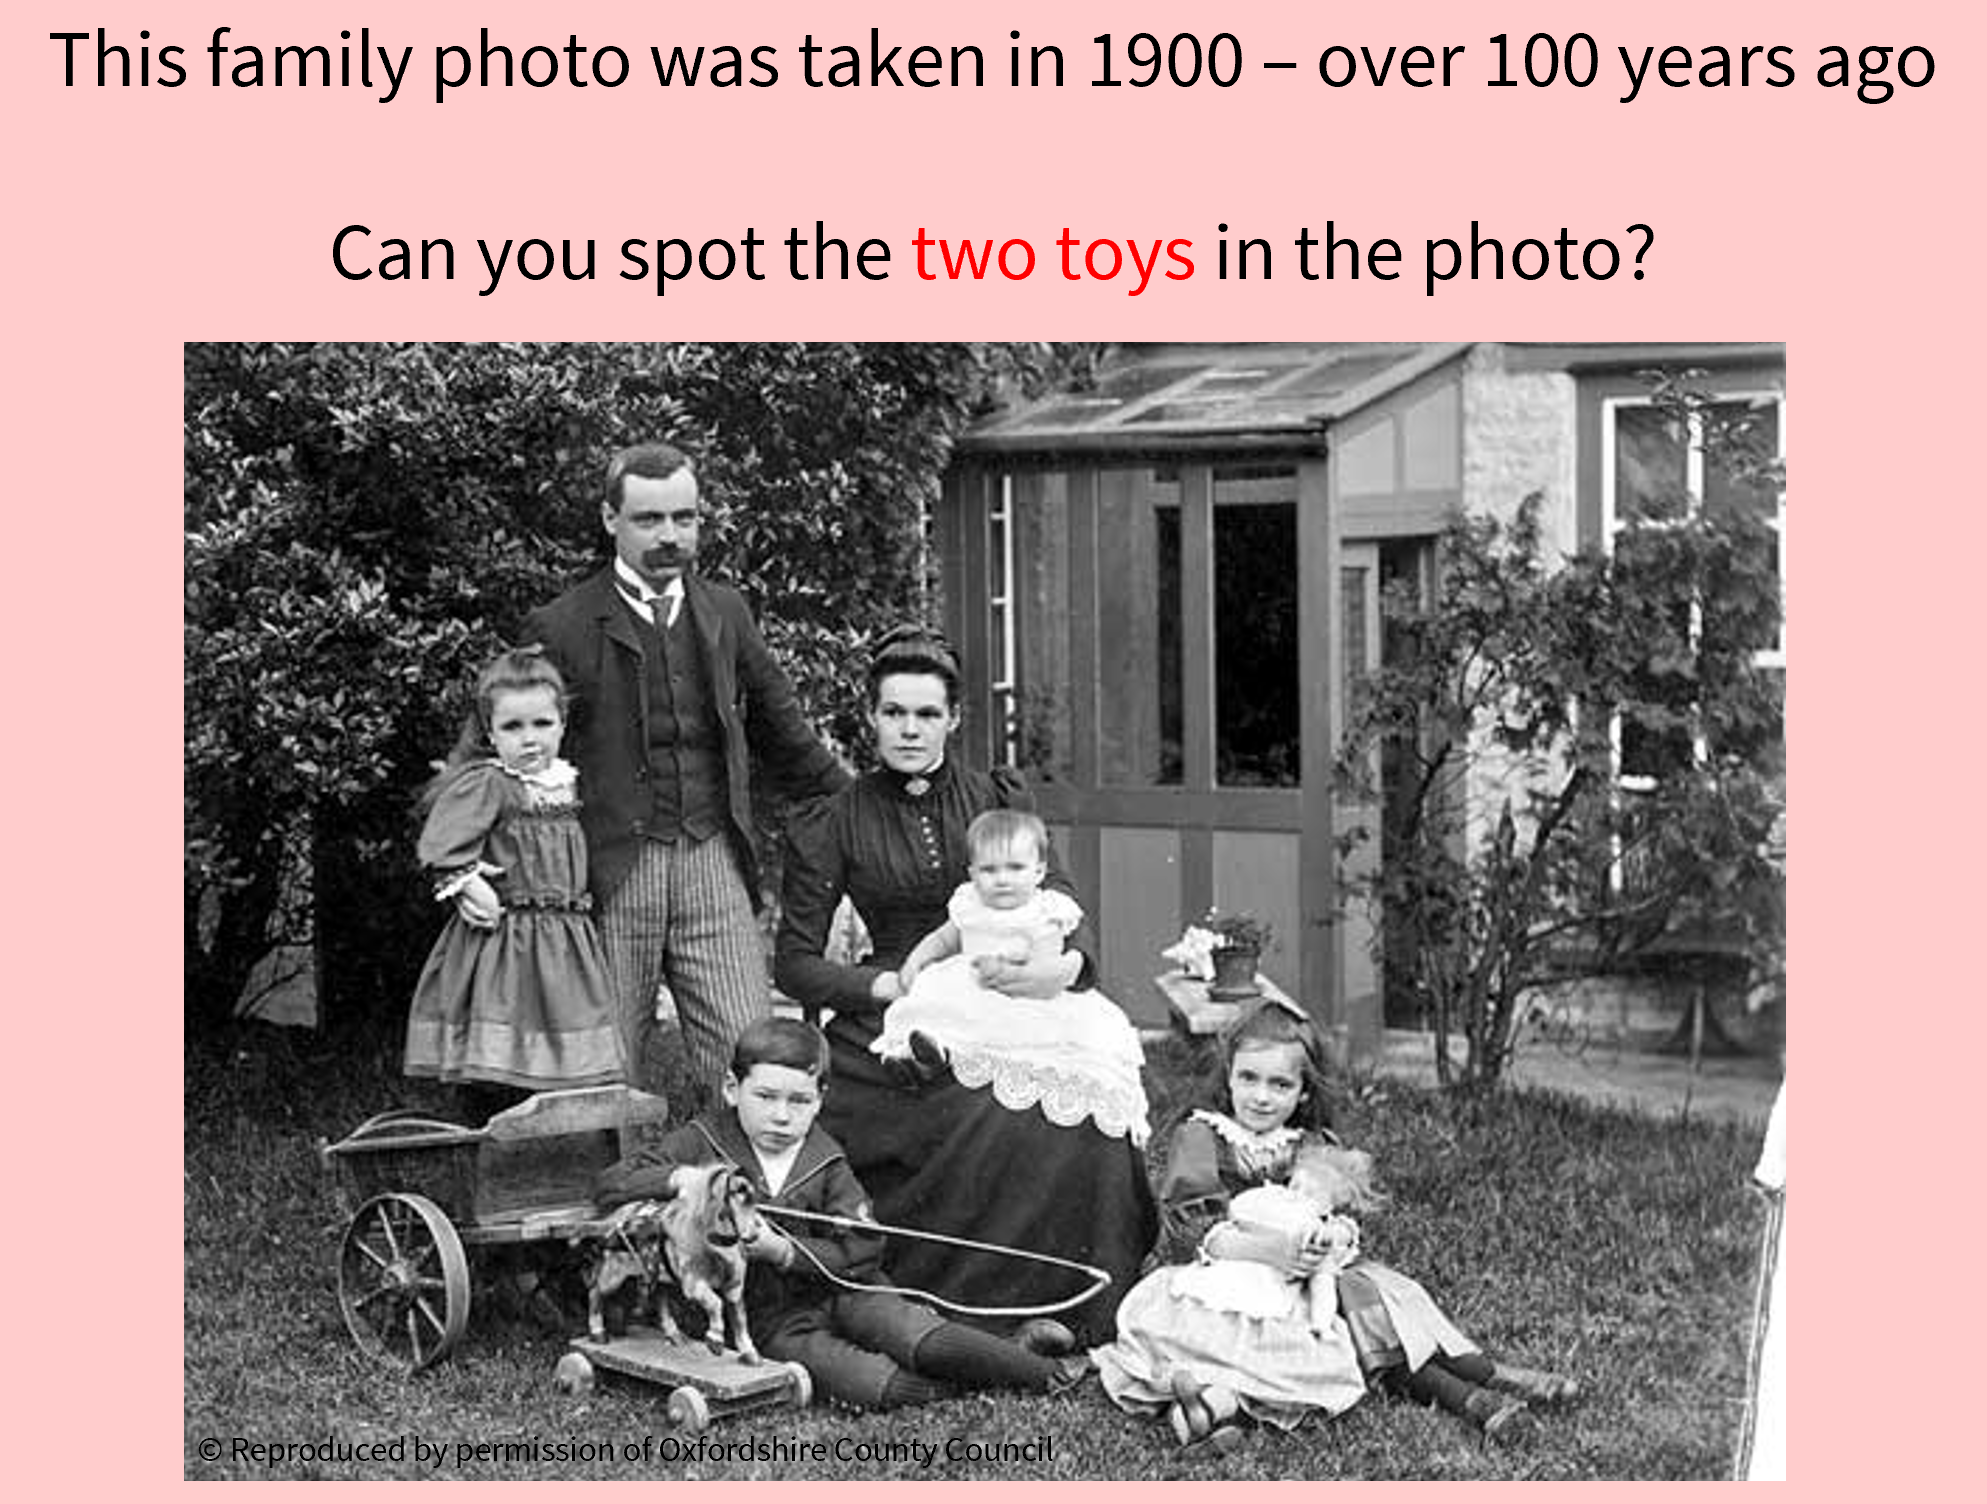 This family photo was taken in 1900 – over 100 years ago
Can you spot the two toys in the photo?
© Reproduced by permission of Oxfordshire County Council